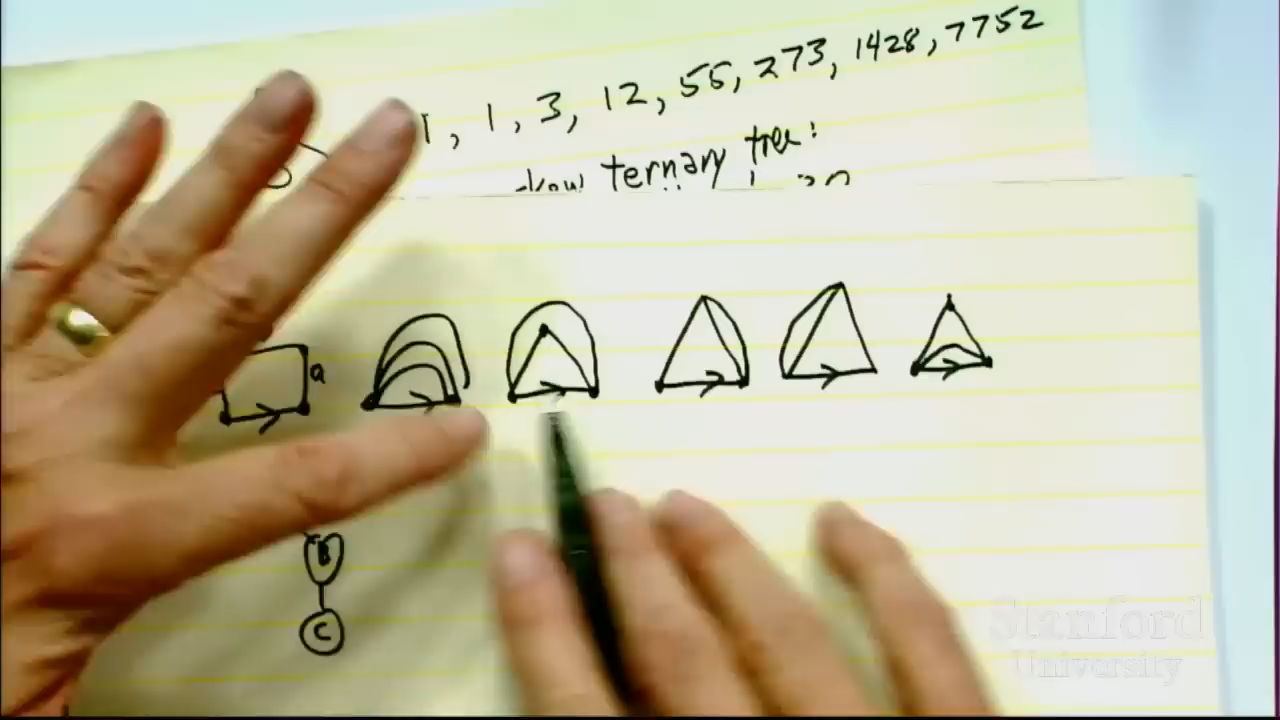 1, 1, 3, 12, 55, 273, 1428, 7752
ternary tree:
a
B
C
Stanford
University